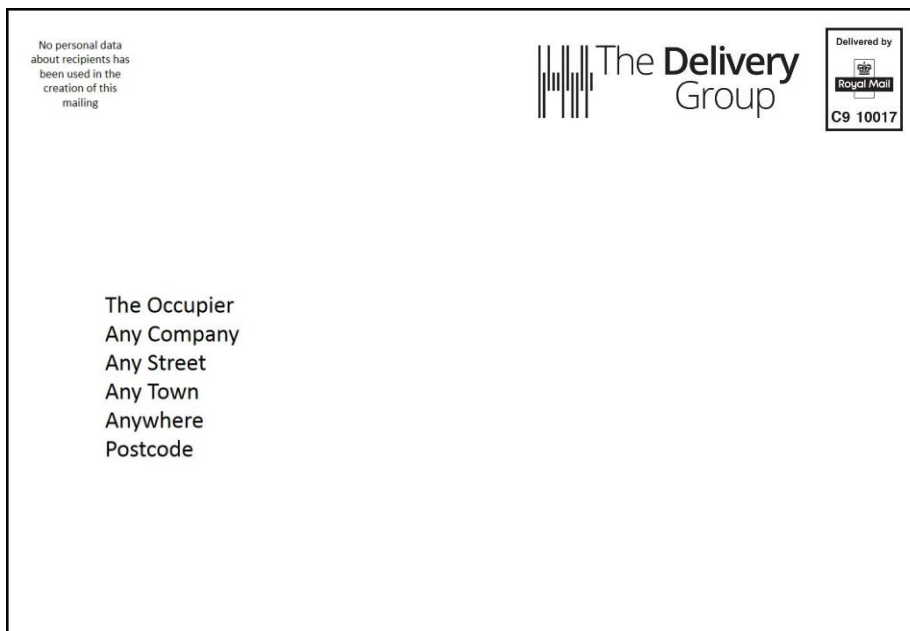 No personal data
about recipients has
been used in the
creation of this
mailing
The Delivery
Group
Delivered by
Royal Mail
C9 10017
The Occupier
Any Company
Any Street
Any Town
Anywhere
Postcode